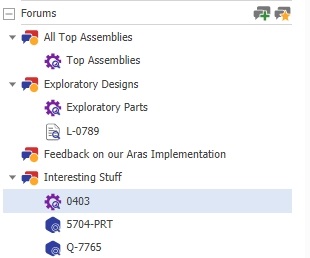 Forums
All Top Assemblies
Top Assemblies
Exploratory Designs
Exploratory Parts
L-0789
Feedback on our Aras Implementation
Interesting Stuff
0403
5704-PRT
Q-7765